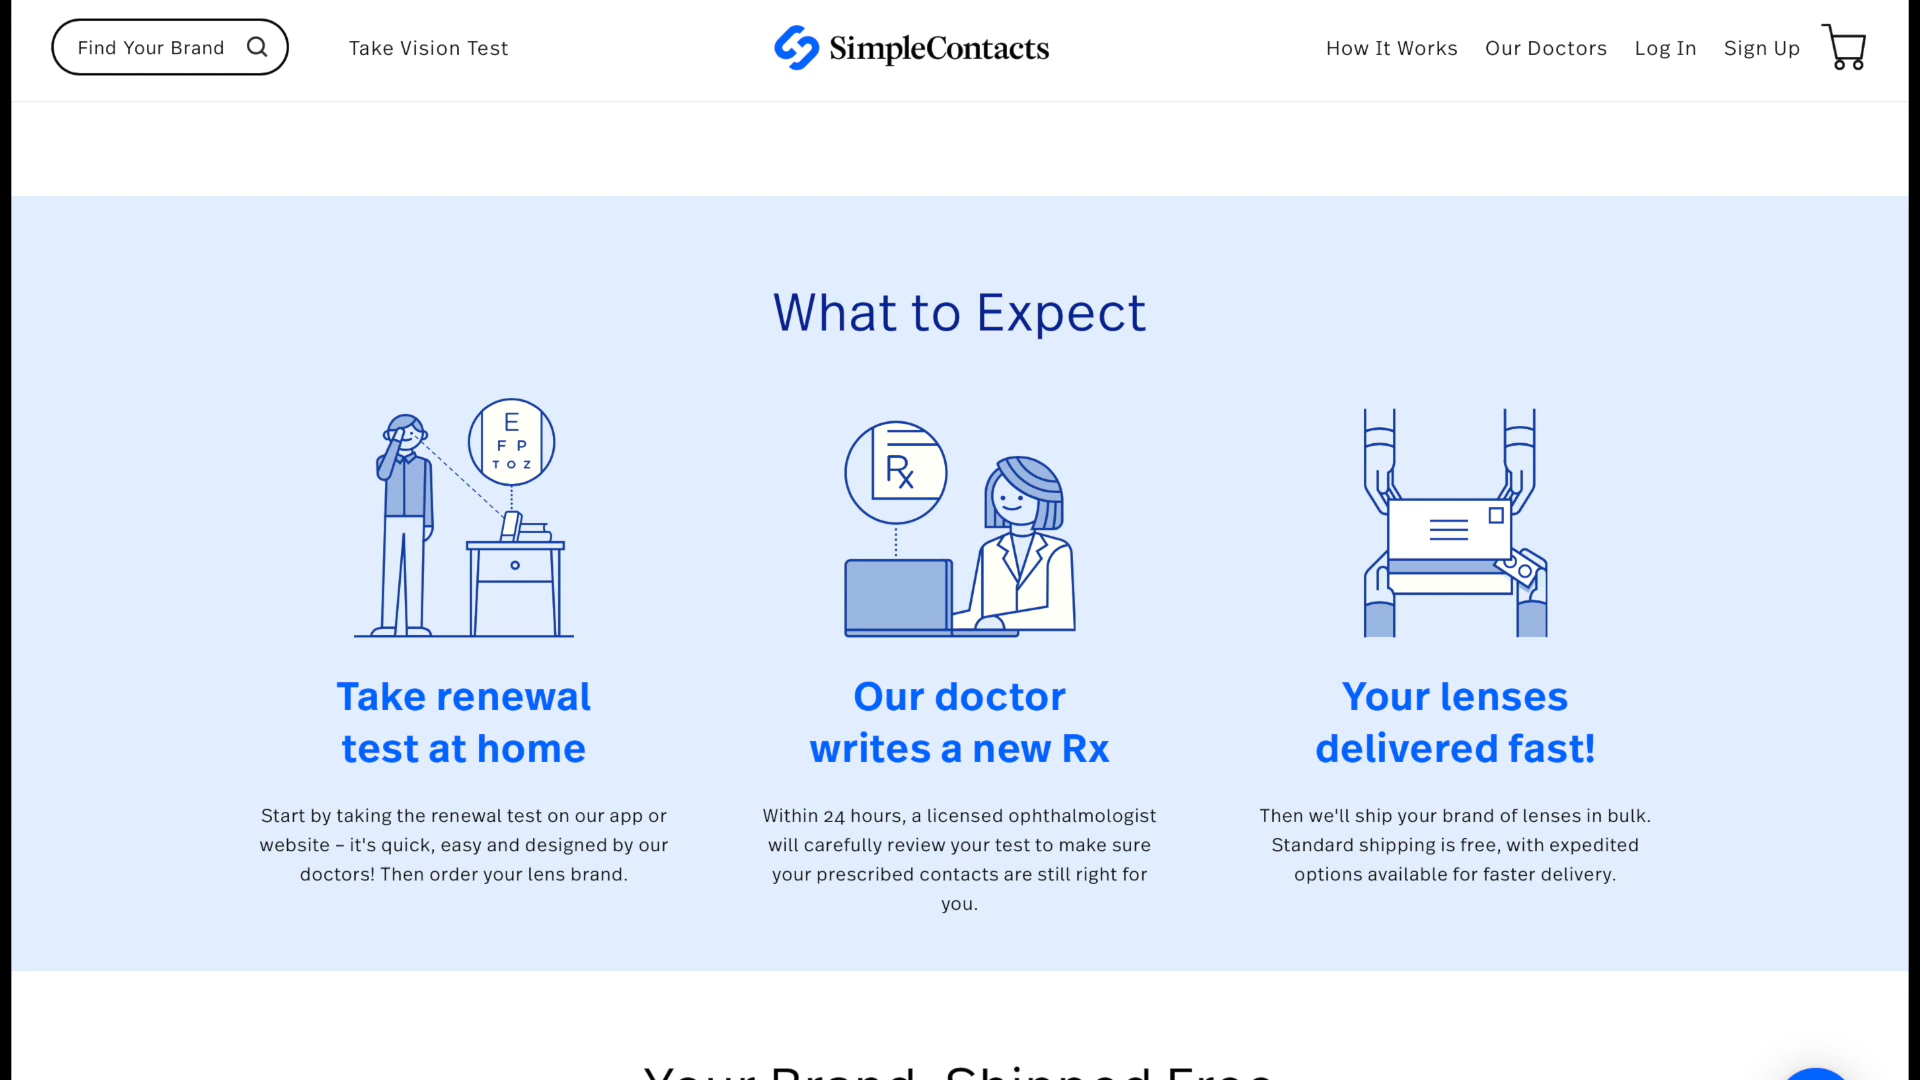 Find Your Brand
Take Vision Test
SimpleContacts
How It Works
Our Doctors
Log In
Sign Up
What to Expect
E
F P
T O Z
Rx
Take renewal
test at home
Start by taking the renewal test on our app or
website – it's quick, easy and designed by our
doctors! Then order your lens brand.
Our doctor
writes a new Rx
Within 24 hours, a licensed ophthalmologist
will carefully review your test to make sure
your prescribed contacts are still right for
you.
Your lenses
delivered fast!
Then we'll ship your brand of lenses in bulk.
Standard shipping is free, with expedited
options available for faster delivery.
Your Brand, Shipped Free